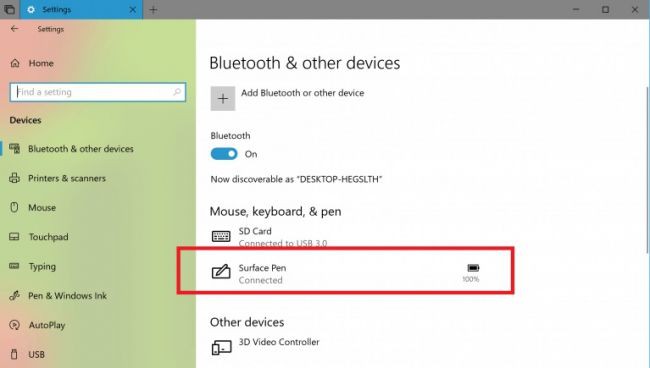 Settings
Settings
Home
Find a setting
Devices
Bluetooth & other devices
Printers & scanners
Mouse
Touchpad
Typing
Pen & Windows Ink
AutoPlay
USB
Bluetooth & other devices
Add Bluetooth or other device
Bluetooth
On
Now discoverable as "DESKTOP-HEGSLTH"
Mouse, keyboard, & pen
SD Card
Connected to USB 3.0
Surface Pen
Connected
100%
Other devices
3D Video Controller